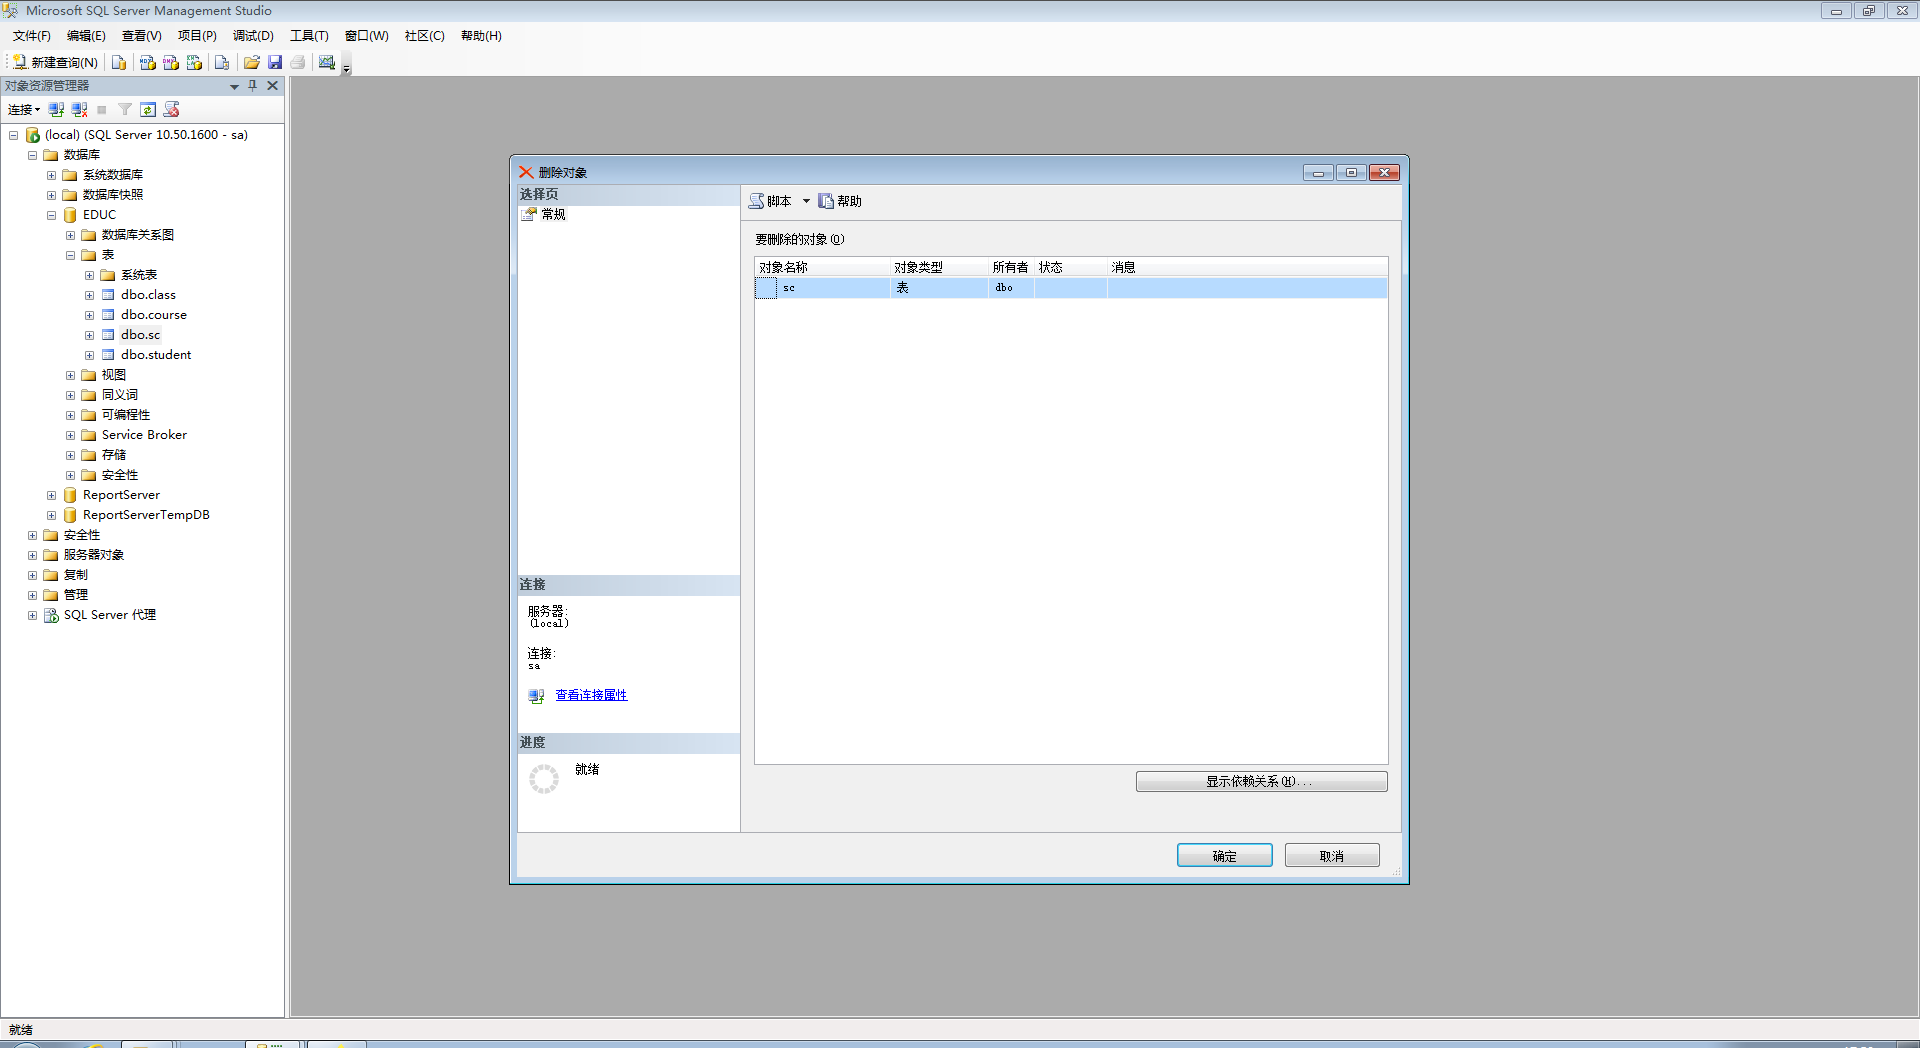 Microsoft SQL Server Management Studio
文件(F) 编辑(E) 查看(V) 项目(P) 调试(D) 工具(T) 窗口(W) 社区(C) 帮助(H)
新建查询(N)
对象资源管理器
连接
(local) (SQL Server 10.50.1600 - sa)
数据库
系统数据库
数据库快照
EDUC
数据库关系图
表
系统表
dbo.class
dbo.course
dbo.sc
dbo.student
视图
同义词
可编程性
Service Broker
存储
安全性
ReportServer
ReportServerTempDB
安全性
服务器对象
复制
管理
SQL Server 代理
删除对象
选择页
常规
脚本 帮助
要删除的对象(O)
对象名称 对象类型 所有者 状态 消息
sc 表 dbo
连接
服务器:
(local)
连接:
sa
查看连接属性
进度
就绪
显示依赖关系(H)...
确定 取消
就绪